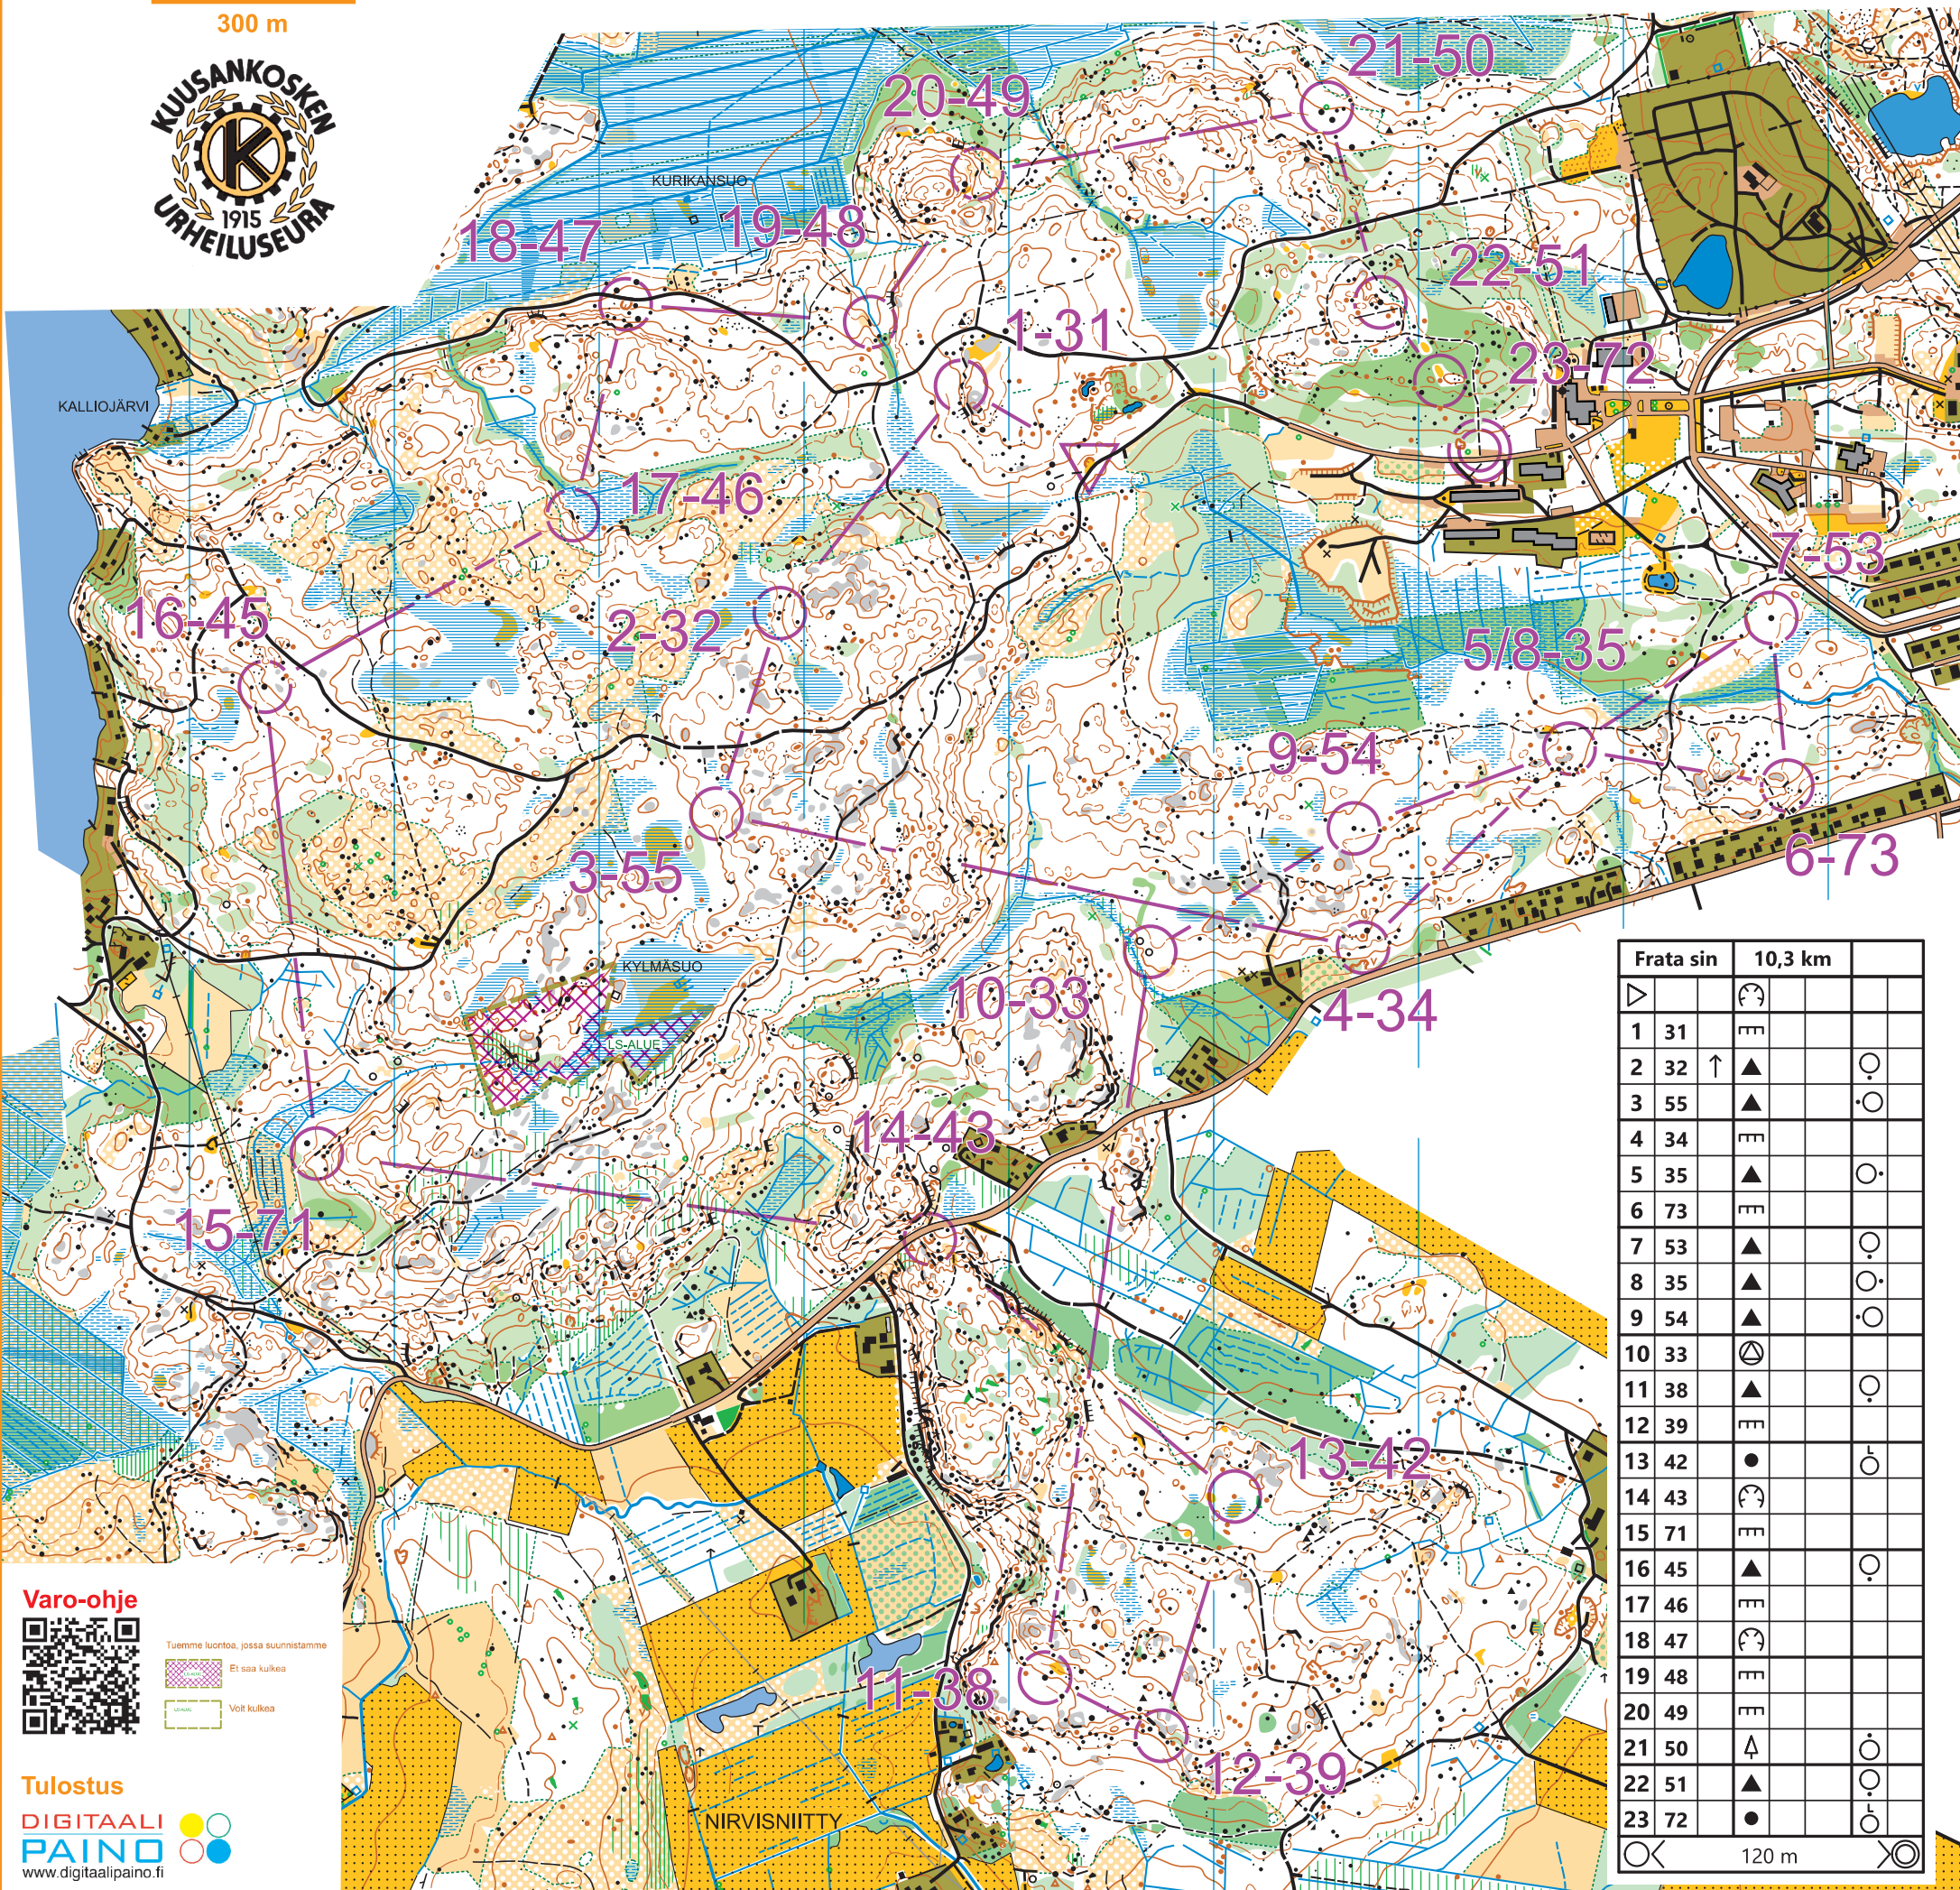 300 m
KUUSANKOSKEN
K
1915
URHEILUSEURA
21-50
20-49
KURIKANSUO
18-47
19-48
22-51
1-31
23-72
KALLIOJÄRVI
17-46
7-53
16-45
2-32
5/8-35
9-54
3-55
6-73
KYLMÄSUO
10-33
4-34
LS-ALUE
14-43
15-71
13-42
11-38
12-39
NIRVISNIITTY
Frata sin 10,3 km
1 31
2 32
3 55
4 34
5 35
6 73
7 53
8 35
9 54
10 33
11 38
12 39
13 42
14 43
15 71
16 45
17 46
18 47
19 48
20 49
21 50
22 51
23 72
120 m
Varo-ohje
Tuemme luontoa, jossa suunnistamme
LS-ALUE
Et saa kulkea
LS-ALUE
Voit kulkea
Tulostus
DIGITAALI
PAINO
www.digitaalipaino.fi